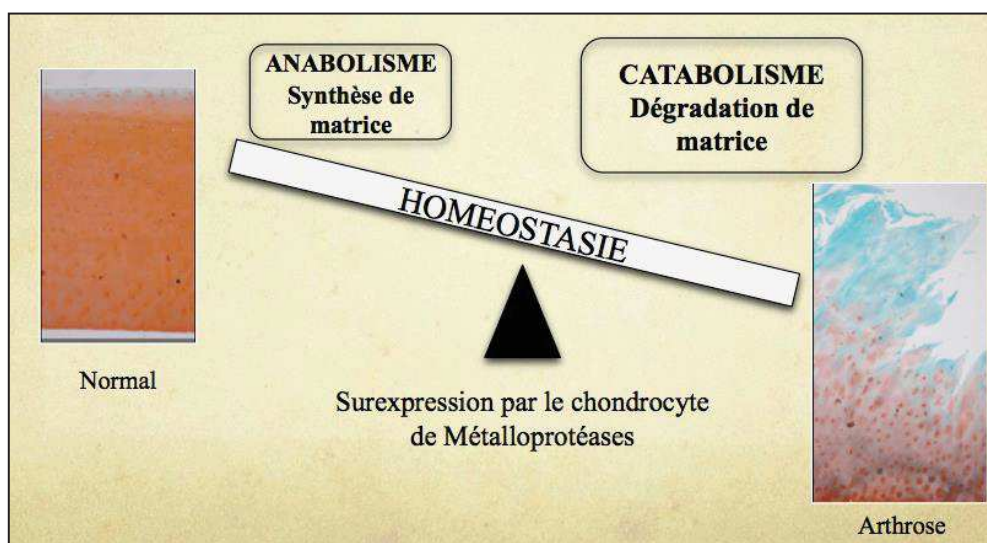 ANABOLISME
Synthèse de
matrice
CATABOLISME
Dégradation de
matrice
HOMEOSTASIE
Normal
Surexpression par le chondrocyte
de Métalloprotéases
Arthrose